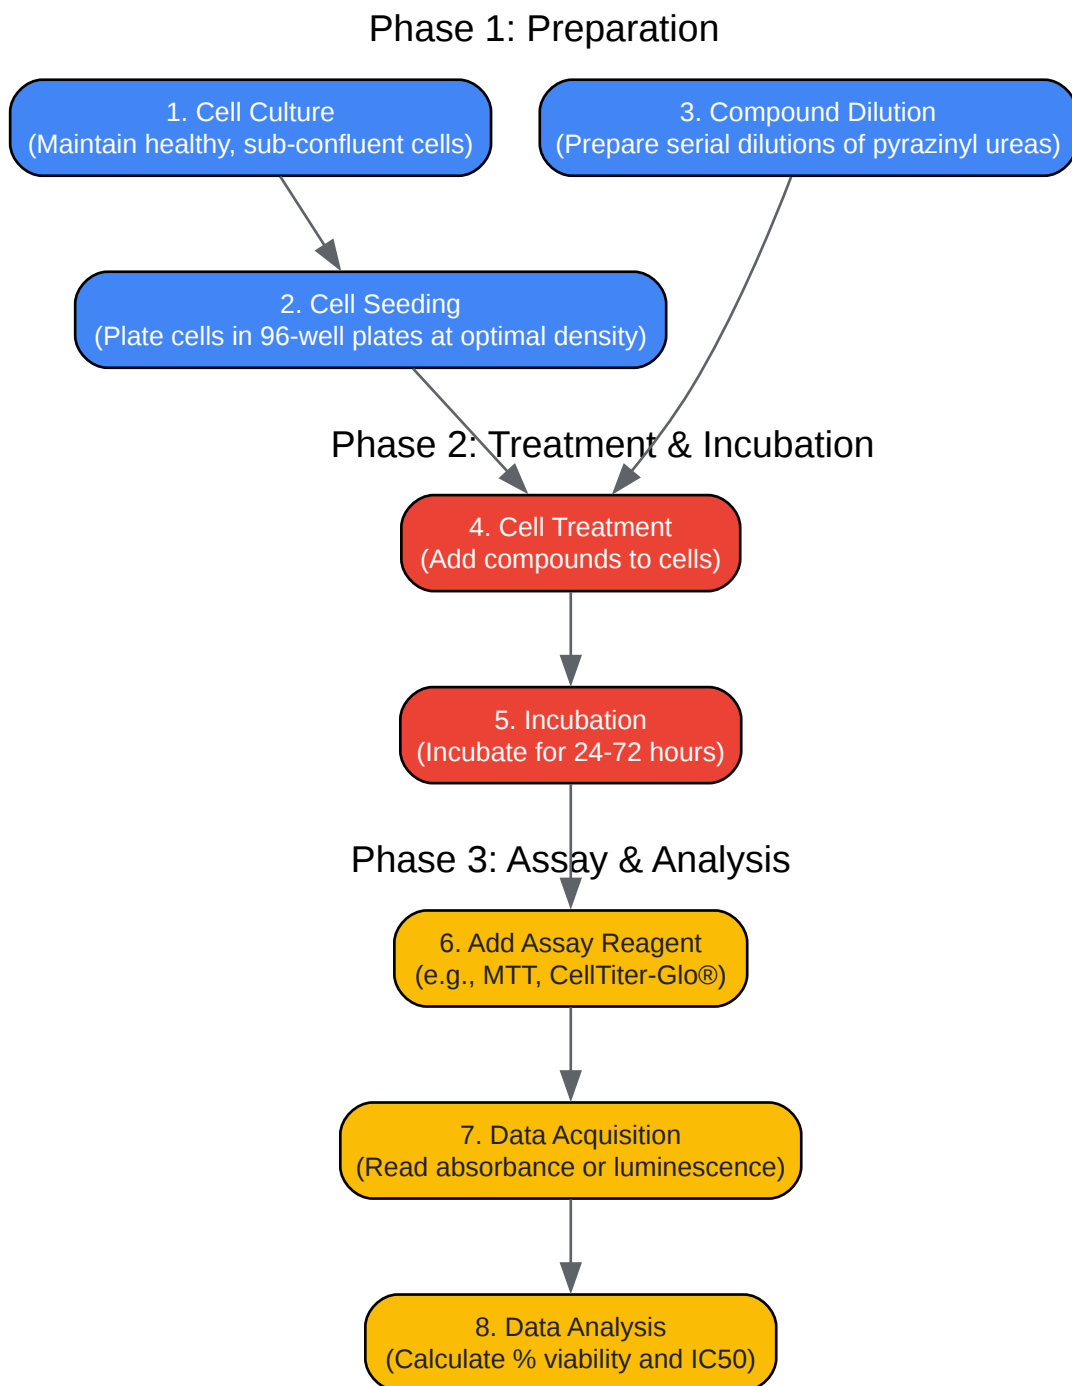 Phase 1: Preparation
1. Cell Culture
(Maintain healthy, sub-confluent cells)
3. Compound Dilution
(Prepare serial dilutions of pyrazinyl ureas)
2. Cell Seeding
(Plate cells in 96-well plates at optimal density)
Phase 2: Treatment & Incubation
4. Cell Treatment
(Add compounds to cells)
5. Incubation
(Incubate for 24-72 hours)
Phase 3: Assay & Analysis
6. Add Assay Reagent
(e.g., MTT, CellTiter-Glo®)
7. Data Acquisition
(Read absorbance or luminescence)
8. Data Analysis
(Calculate % viability and IC50)